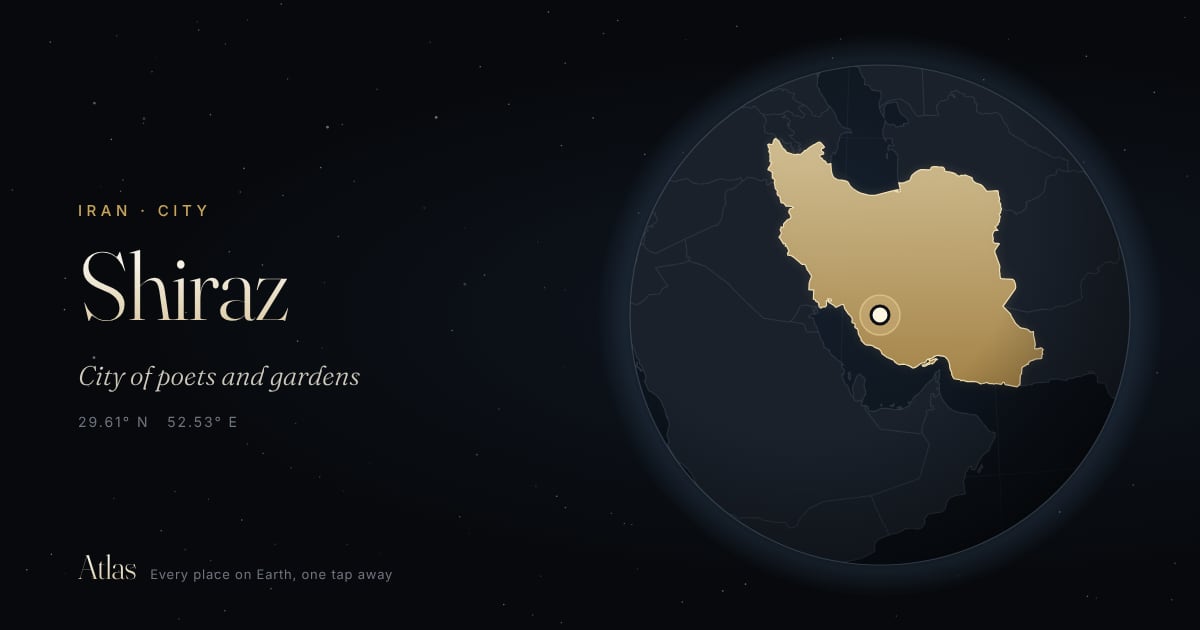 IRAN · CITY
Shiraz
City of poets and gardens
29.61° N 52.53° E
Atlas Every place on Earth, one tap away